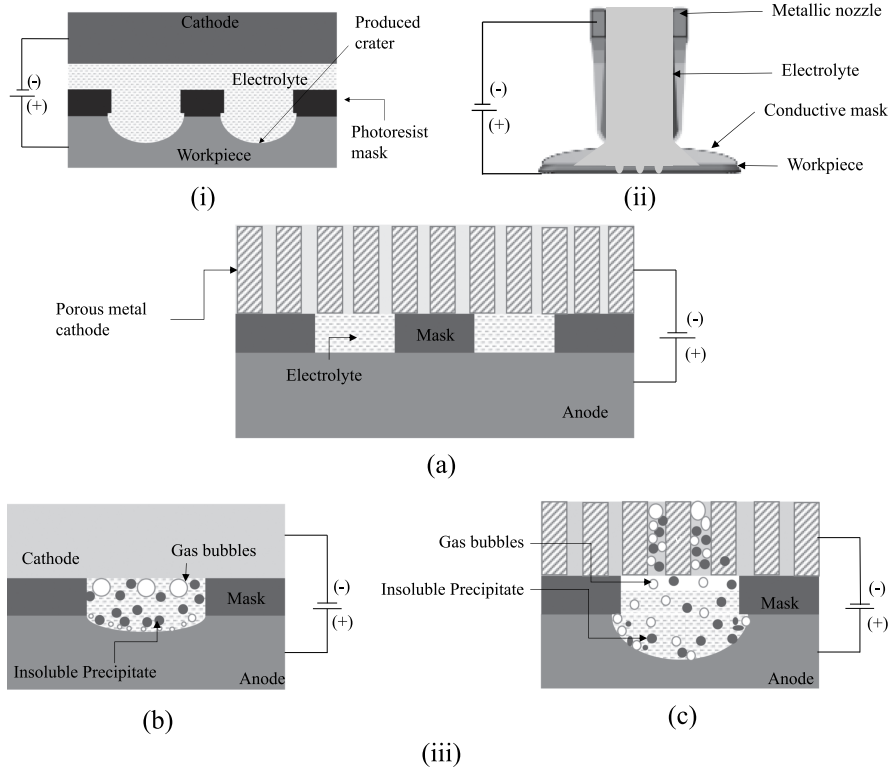 Cathode
Produced
crater
(-)
Electrolyte
(+)
Photoresist
mask
Workpiece
(i)
Metallic nozzle
Electrolyte
(-)
(+)
Conductive mask
Workpiece
(ii)
Porous metal
cathode
Mask
Electrolyte
(-)
(+)
Anode
(a)
Cathode
Gas bubbles
Mask
(-)
(+)
Insoluble Precipitate
Anode
(b)
Gas bubbles
Insoluble Precipitate
Mask
(-)
(+)
Anode
(c)
(iii)